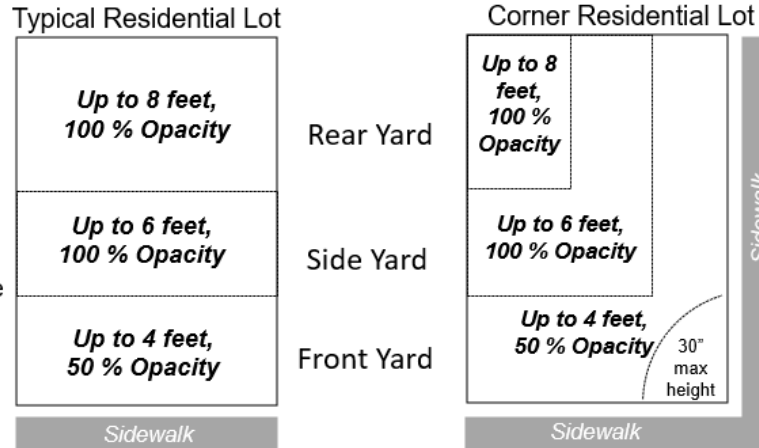 Typical Residential Lot
Up to 8 feet,
100 % Opacity
Up to 6 feet,
100 % Opacity
e
Up to 4 feet,
50 % Opacity
Sidewalk
Rear Yard
Side Yard
Front Yard
Corner Residential Lot
Up to 8
feet,
100 %
Opacity
Up to 6 feet,
100 % Opacity
Up to 4 feet,
50 % Opacity
30”
max
height
Sidewalk
Sidewalk